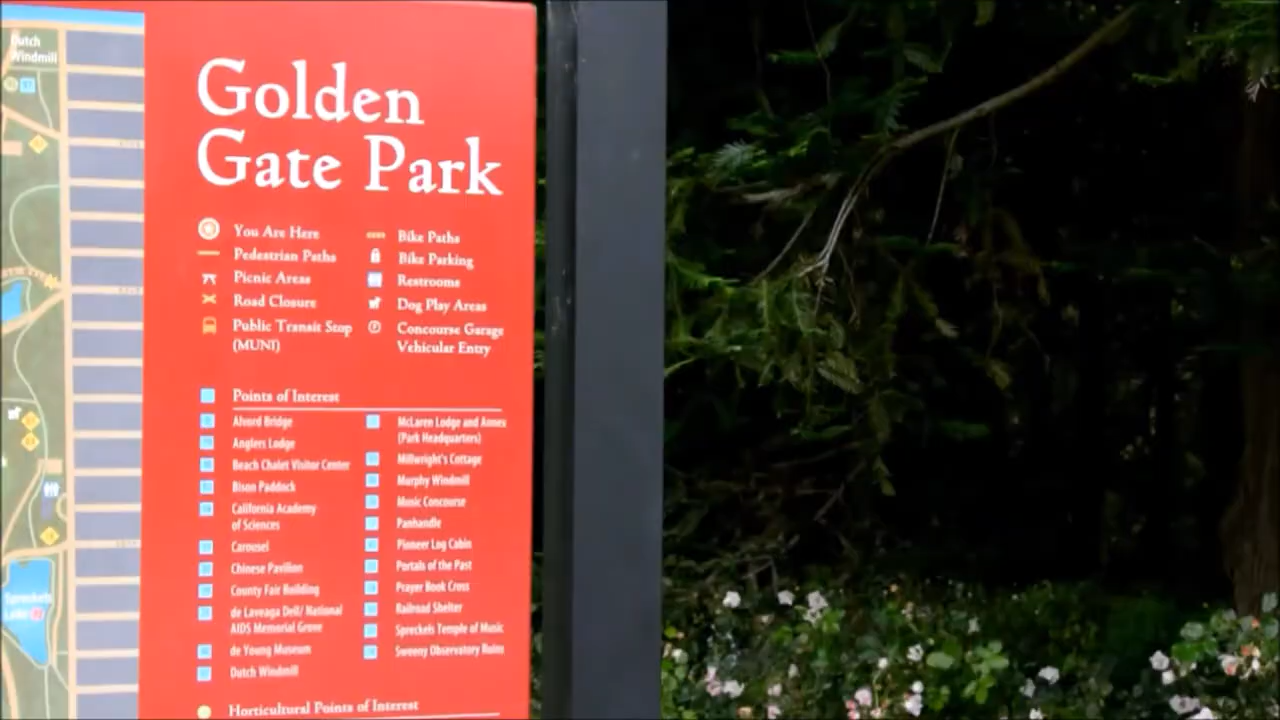 Dutch
Windmill
Spreckels
Lake
Golden
Gate Park
You Are Here
Pedestrian Paths
Picnic Areas
Road Closure
Public Transit Stop
(MUNI)
Bike Paths
Bike Parking
Restrooms
Dog Play Areas
Concourse Garage
Vehicular Entry
Points of Interest
Alvord Bridge
Anglers Lodge
Beach Chalet Visitor Center
Bison Paddock
California Academy
of Sciences
Carousel
Chinese Pavilion
County Fair Building
de Laveaga Dell/ National
AIDS Memorial Grove
de Young Museum
Dutch Windmill
McLaren Lodge and Annex
(Park Headquarters)
Millwright's Cottage
Murphy Windmill
Music Concourse
Panhandle
Pioneer Log Cabin
Portals of the Past
Prayer Book Cross
Railroad Shelter
Spreckels Temple of Music
Sweeny Observatory Ruins
Horticultural Points of Interest